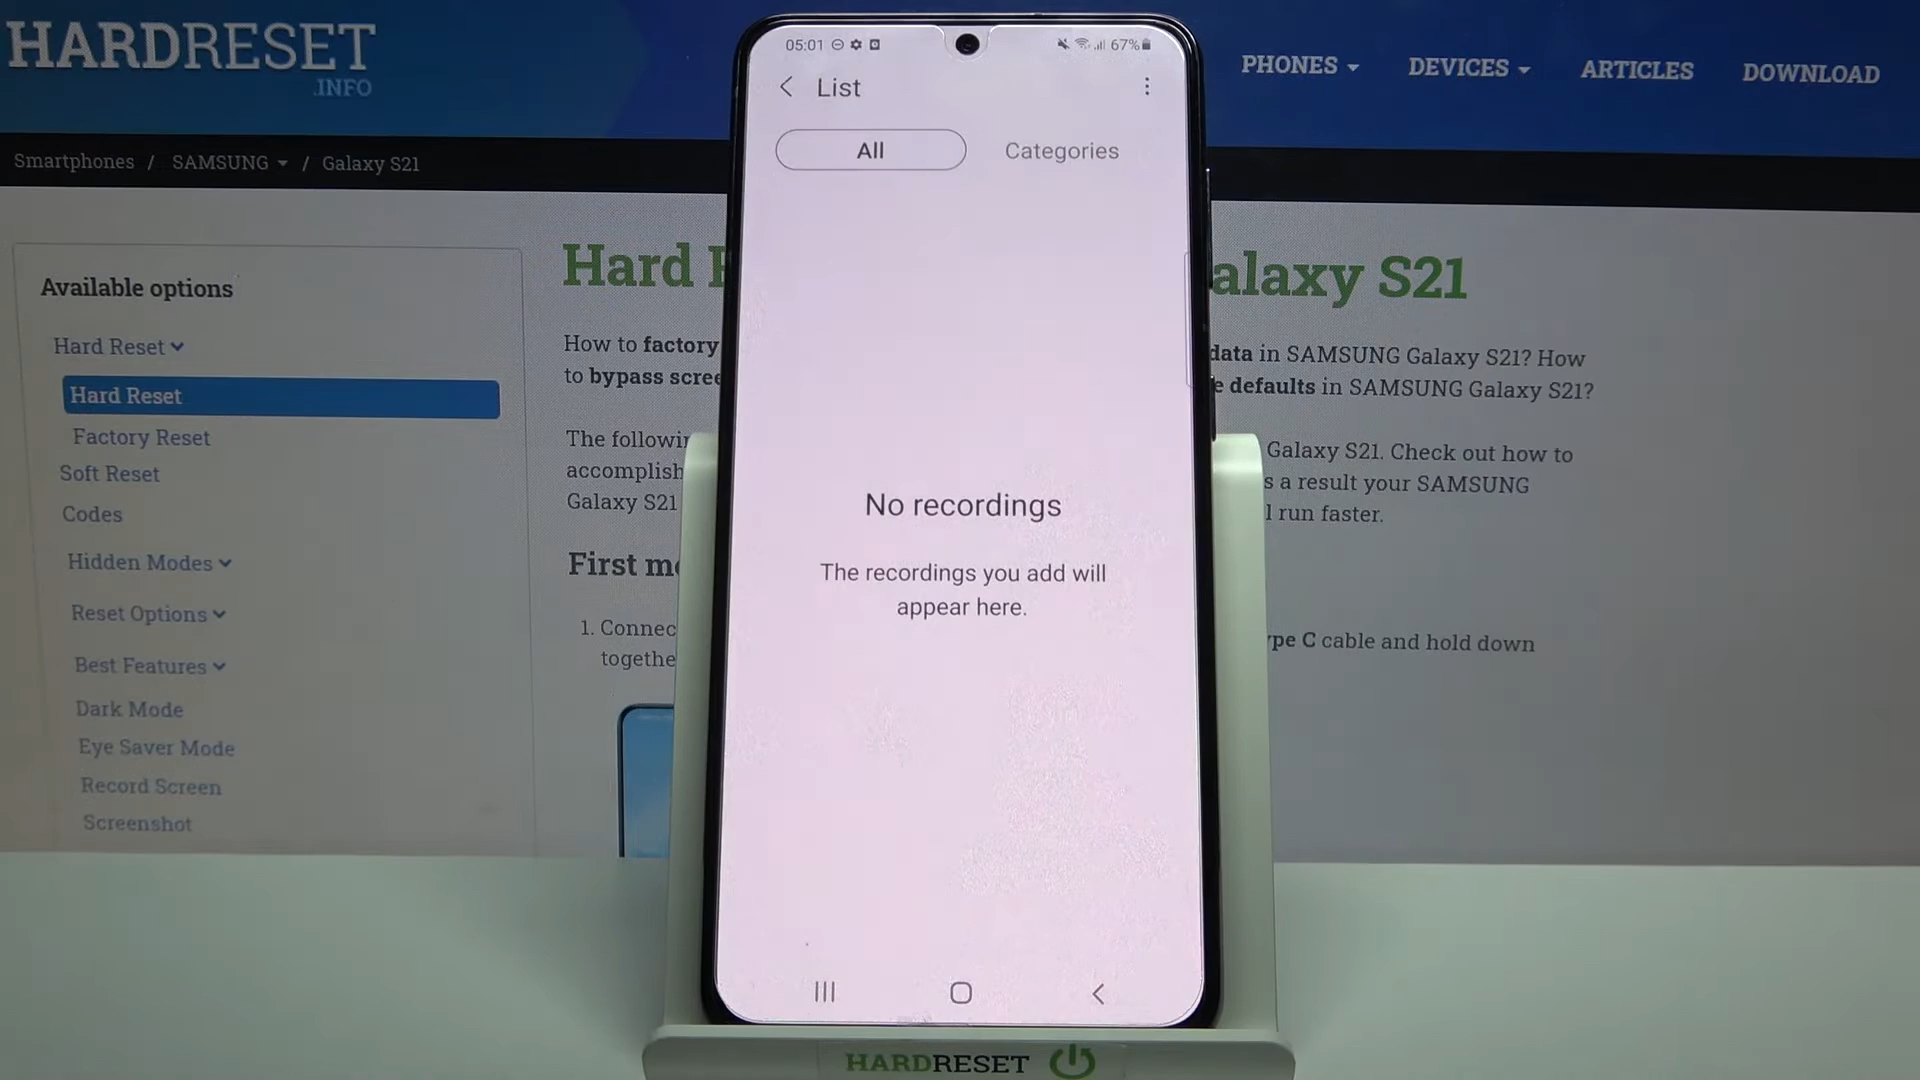 HARDRESET
.INFO
PHONES
DEVICES
ARTICLES
DOWNLOAD
Smartphones / SAMSUNG / Galaxy S21
Available options
Hard Reset
Hard Reset
Factory Reset
Soft Reset
Codes
Hidden Modes
Reset Options
Best Features
Dark Mode
Eye Saver Mode
Record Screen
Screenshot
Hard
alaxy S21
How to factory
data in SAMSUNG Galaxy S21? How
to bypass scree
e defaults in SAMSUNG Galaxy S21?
The followi
Galaxy S21. Check out how to
accomplish
s a result your SAMSUNG
Galaxy S21
l run faster.
First me
1. Connec
ype C cable and hold down
togethe
05:01
67%
List
All
Categories
No recordings
The recordings you add will
appear here.
HARDRESET